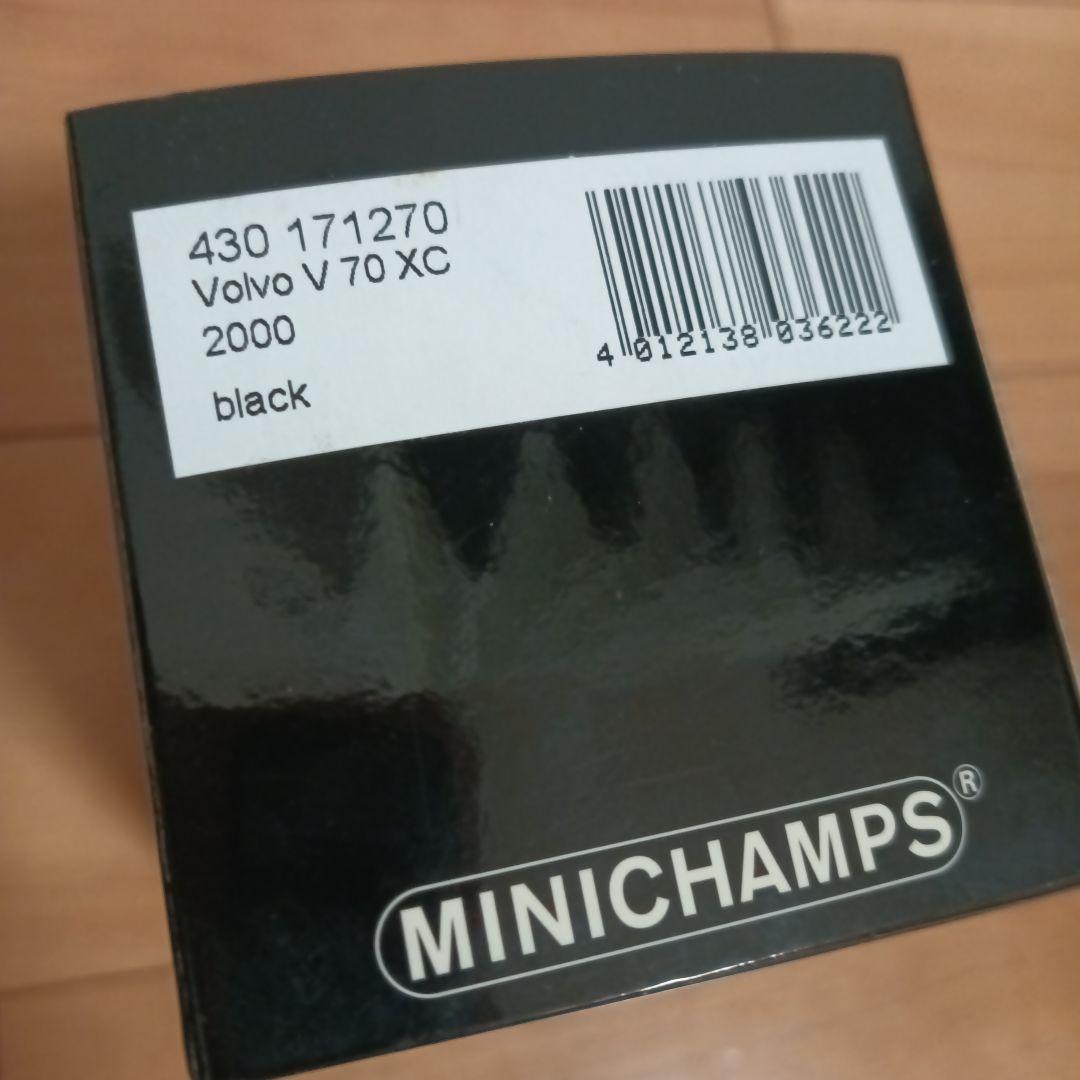 430 171270
Volvo V 70 XC
2000
black
4 012138 036222
MINICHAMPS®